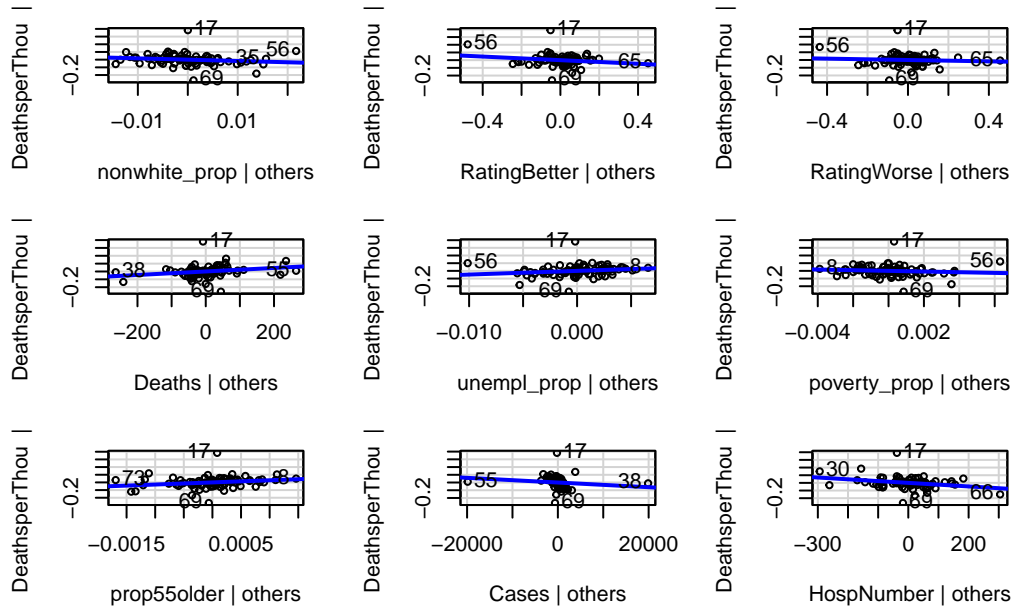 DeathsperThou |
−0.2
17
56
35
69
−0.01 0.01
nonwhite_prop | others
DeathsperThou |
−0.2
56
17
65
69
−0.4 0.0 0.4
RatingBetter | others
DeathsperThou |
−0.2
56
17
65
69
−0.4 0.0 0.4
RatingWorse | others
DeathsperThou |
−0.2
17
38
69
−200 0 200
Deaths | others
DeathsperThou |
−0.2
17
56
8
69
−0.010 0.000
unempl_prop | others
DeathsperThou |
−0.2
17
56
8
69
−0.004 0.002
poverty_prop | others
DeathsperThou |
−0.2
17
73
8
69
−0.0015 0.0005
prop55older | others
DeathsperThou |
−0.2
17
55
38
69
−20000 0 20000
Cases | others
DeathsperThou |
−0.2
17
30
66
69
−300 0 200
HospNumber | others